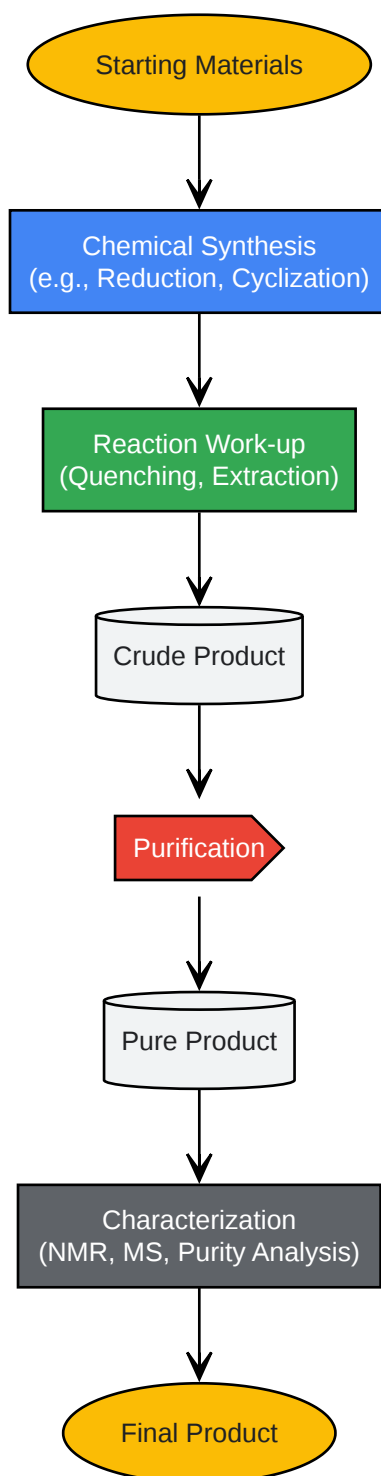 Starting Materials
Chemical Synthesis
(e.g., Reduction, Cyclization)
Reaction Work-up
(Quenching, Extraction)
Crude Product
Purification
Pure Product
Characterization
(NMR, MS, Purity Analysis)
Final Product